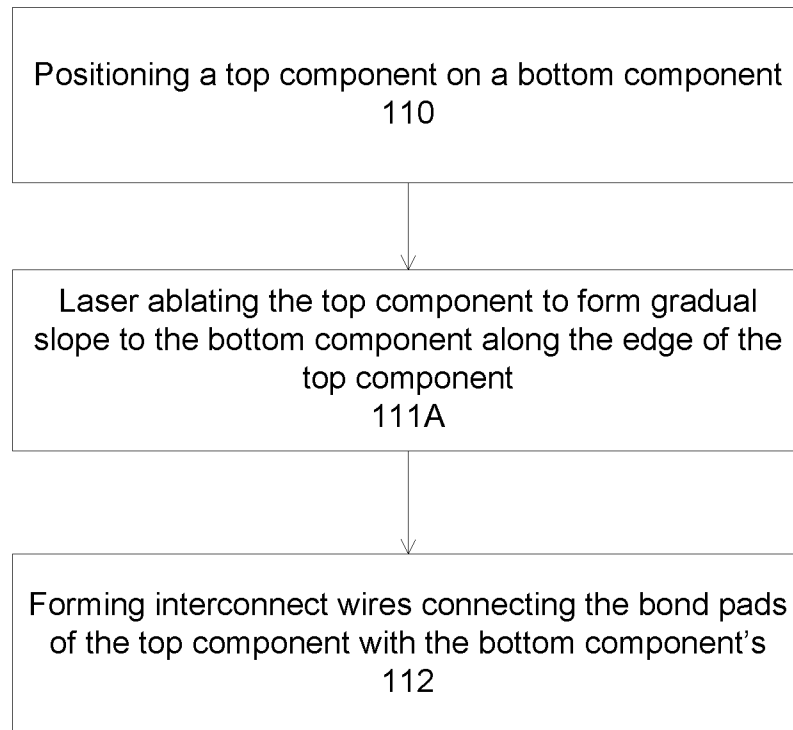 Positioning a top component on a bottom component
110
Laser ablating the top component to form gradual
slope to the bottom component along the edge of the
top component
111A
Forming interconnect wires connecting the bond pads
of the top component with the bottom component’s
112